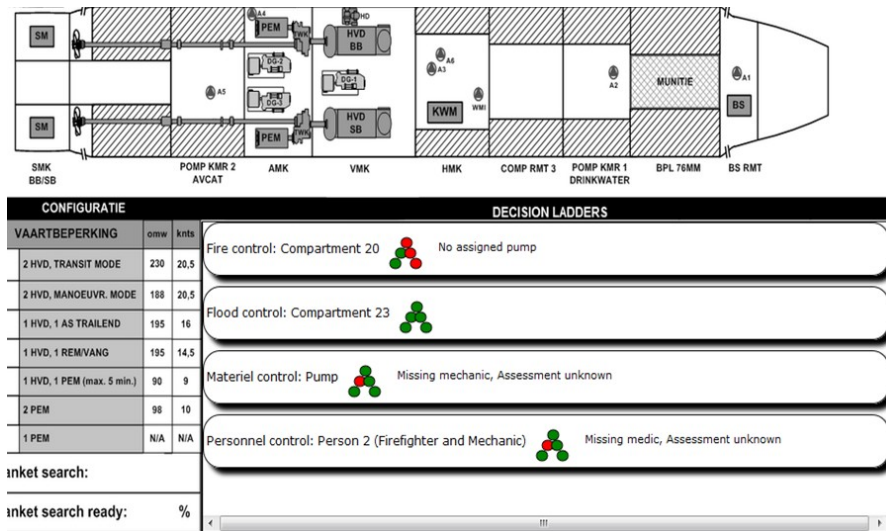 A4
HD
SM
PEM
TWK
HVD
BB
DG-2
DG-1
A6
A3
A5
DG-3
WMI
A2
MUNITIE
A1
SM
PEM
TWK
HVD
SB
KWM
BS
SMK
BB/SB
POMP KMR 2
AVCAT
AMK
VMK
HMK
COMP RMT 3
POMP KMR 1
DRINKWATER
BPL 76MM
BS RMT
CONFIGURATIE
DECISION LADDERS
VAARTBEPERKING omw knts
2 HVD, TRANSIT MODE 230 20,5
2 HVD, MANOEUVR. MODE 188 20,5
1 HVD, 1 AS TRAILEND 195 16
1 HVD, 1 REM/VANG 195 14,5
1 HVD, 1 PEM (max. 5 min.) 90 9
2 PEM 98 10
1 PEM N/A N/A
anket search:
anket search ready: %
Fire control: Compartment 20 No assigned pump
Flood control: Compartment 23
Materiel control: Pump Missing mechanic, Assessment unknown
Personnel control: Person 2 (Firefighter and Mechanic) Missing medic, Assessment unknown